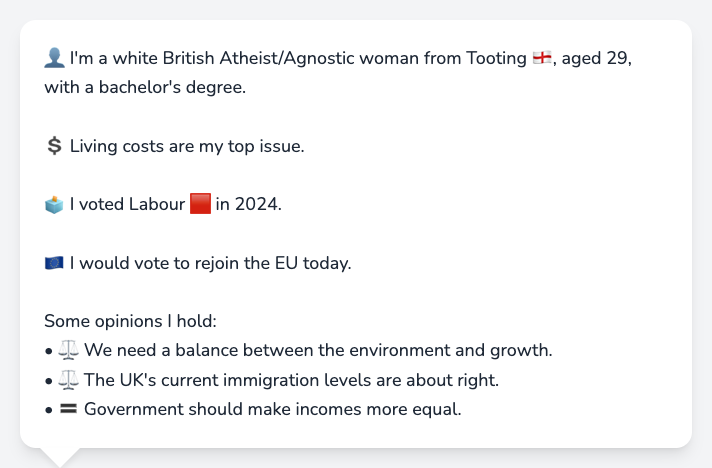 👤 I'm a white British Atheist/Agnostic woman from Tooting 🏴󠁧󠁢󠁥󠁮󠁧󠁿, aged 29,
with a bachelor's degree.
💲 Living costs are my top issue.
🗳️ I voted Labour 🟥 in 2024.
🇪🇺 I would vote to rejoin the EU today.
Some opinions I hold:
• ⚖️ We need a balance between the environment and growth.
• ⚖️ The UK's current immigration levels are about right.
• 🟰 Government should make incomes more equal.